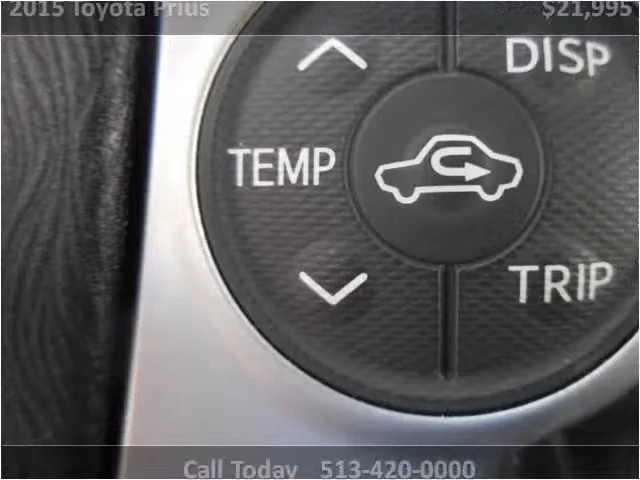 2015 Toyota Prius $21,995
DISP
TEMP
TRIP
Call Today 513-420-0000